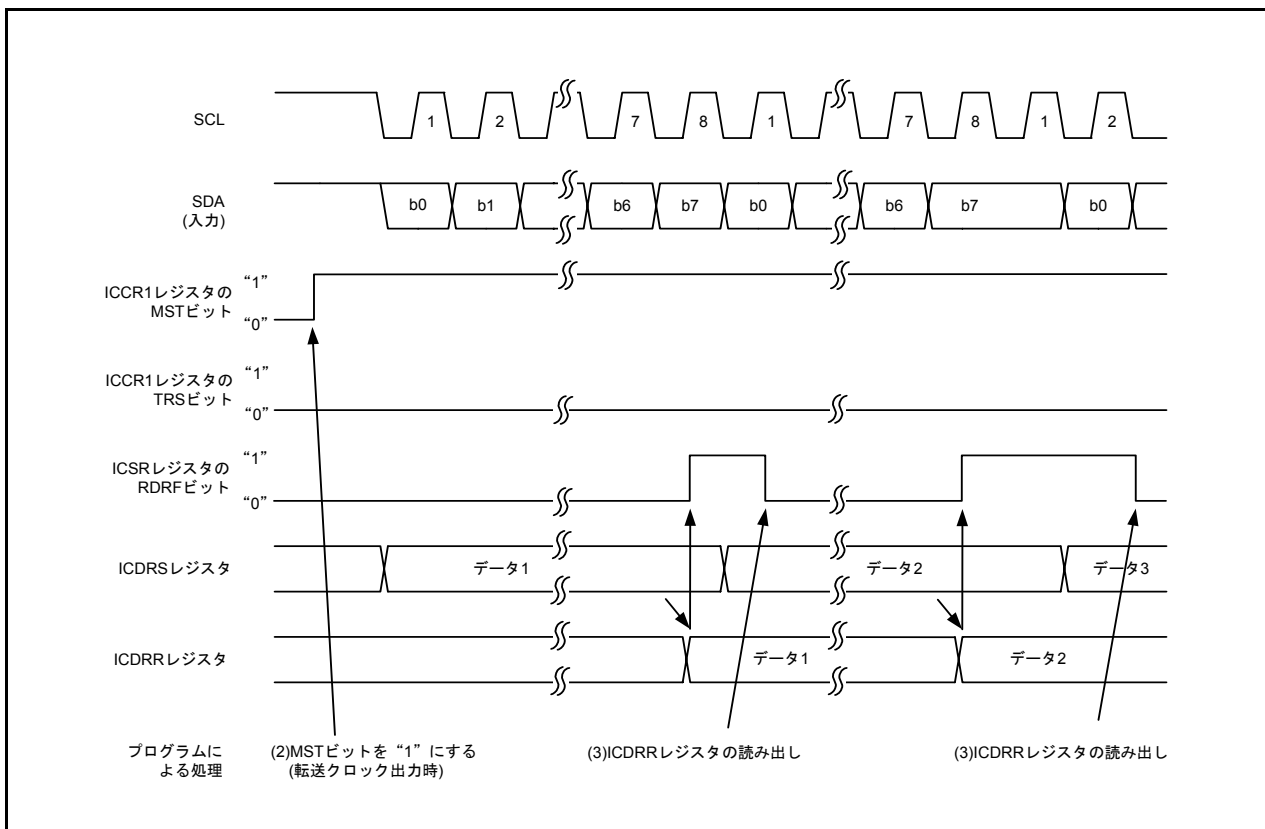 SCL
1 2 7 8 1 7 8 1 2
SDA
(入力)
b0 b1 b6 b7 b0 b6 b7 b0
ICCR1レジスタの
MSTビット
“1”
“0”
ICCR1レジスタの
TRSビット
“1”
“0”
ICSRレジスタの
RDRFビット
“1”
“0”
ICDRSレジスタ
データ1 データ2 データ3
ICDRRレジスタ
データ1 データ2
プログラムに
よる処理
(2)MSTビットを“1”にする
(転送クロック出力時)
(3)ICDRRレジスタの読み出し
(3)ICDRRレジスタの読み出し